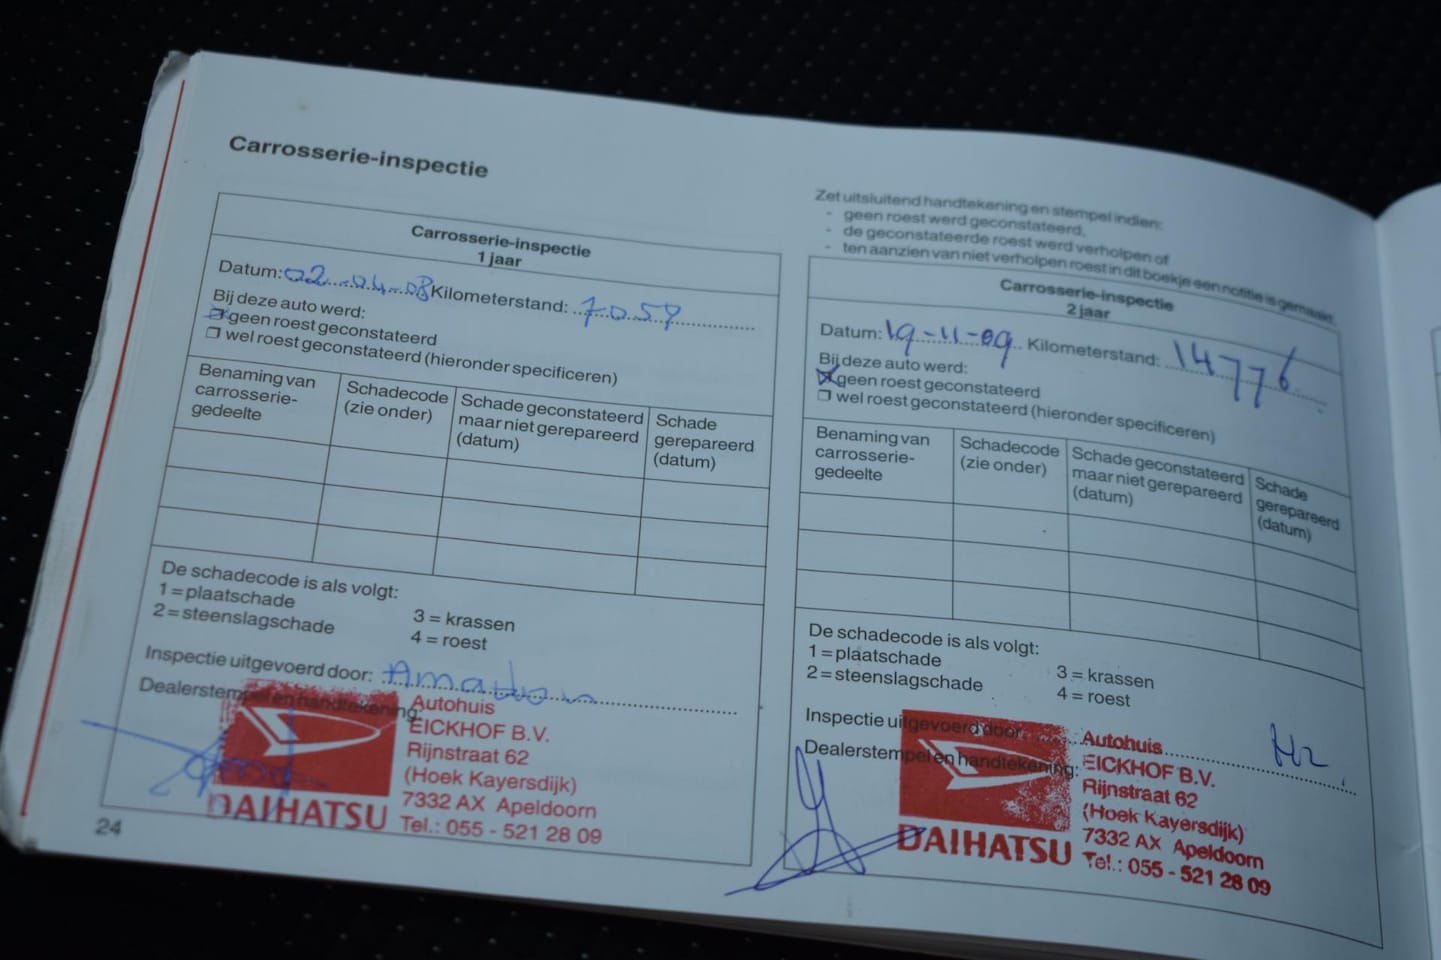 Carrosserie-inspectie
Carrosserie-inspectie
1 jaar
Datum: 02-04-08 Kilometerstand: 7057
Bij deze auto werd:
geen roest geconstateerd
wel roest geconstateerd (hieronder specificeren)
Benaming van carrosserie-gedeelte
Schadecode (zie onder)
Schade geconstateerd maar niet gerepareerd (datum)
Schade gerepareerd (datum)
De schadecode is als volgt:
1 = plaatschade
2 = steenslagschade
3 = krassen
4 = roest
Inspectie uitgevoerd door:
Dealerstempel en handtekening:
DAIHATSU
Autohuis
EICKHOF B.V.
Rijnstraat 62
(Hoek Kayersdijk)
7332 AX Apeldoorn
Tel.: 055 - 521 28 09
24
Zet uitsluitend handtekening en stempel indien:
- geen roest werd geconstateerd,
- de geconstateerde roest werd verholpen of
- ten aanzien van niet verholpen roest in dit boekje een notitie is gemaakt.
Carrosserie-inspectie
2 jaar
Datum: 19-11-09 Kilometerstand: 14776
Bij deze auto werd:
geen roest geconstateerd
wel roest geconstateerd (hieronder specificeren)
Benaming van carrosserie-gedeelte
Schadecode (zie onder)
Schade geconstateerd maar niet gerepareerd (datum)
Schade gerepareerd (datum)
De schadecode is als volgt:
1 = plaatschade
2 = steenslagschade
3 = krassen
4 = roest
Inspectie uitgevoerd door:
Dealerstempel en handtekening:
DAIHATSU
Autohuis
EICKHOF B.V.
Rijnstraat 62
(Hoek Kayersdijk)
7332 AX Apeldoorn
Tel.: 055 - 521 28 09